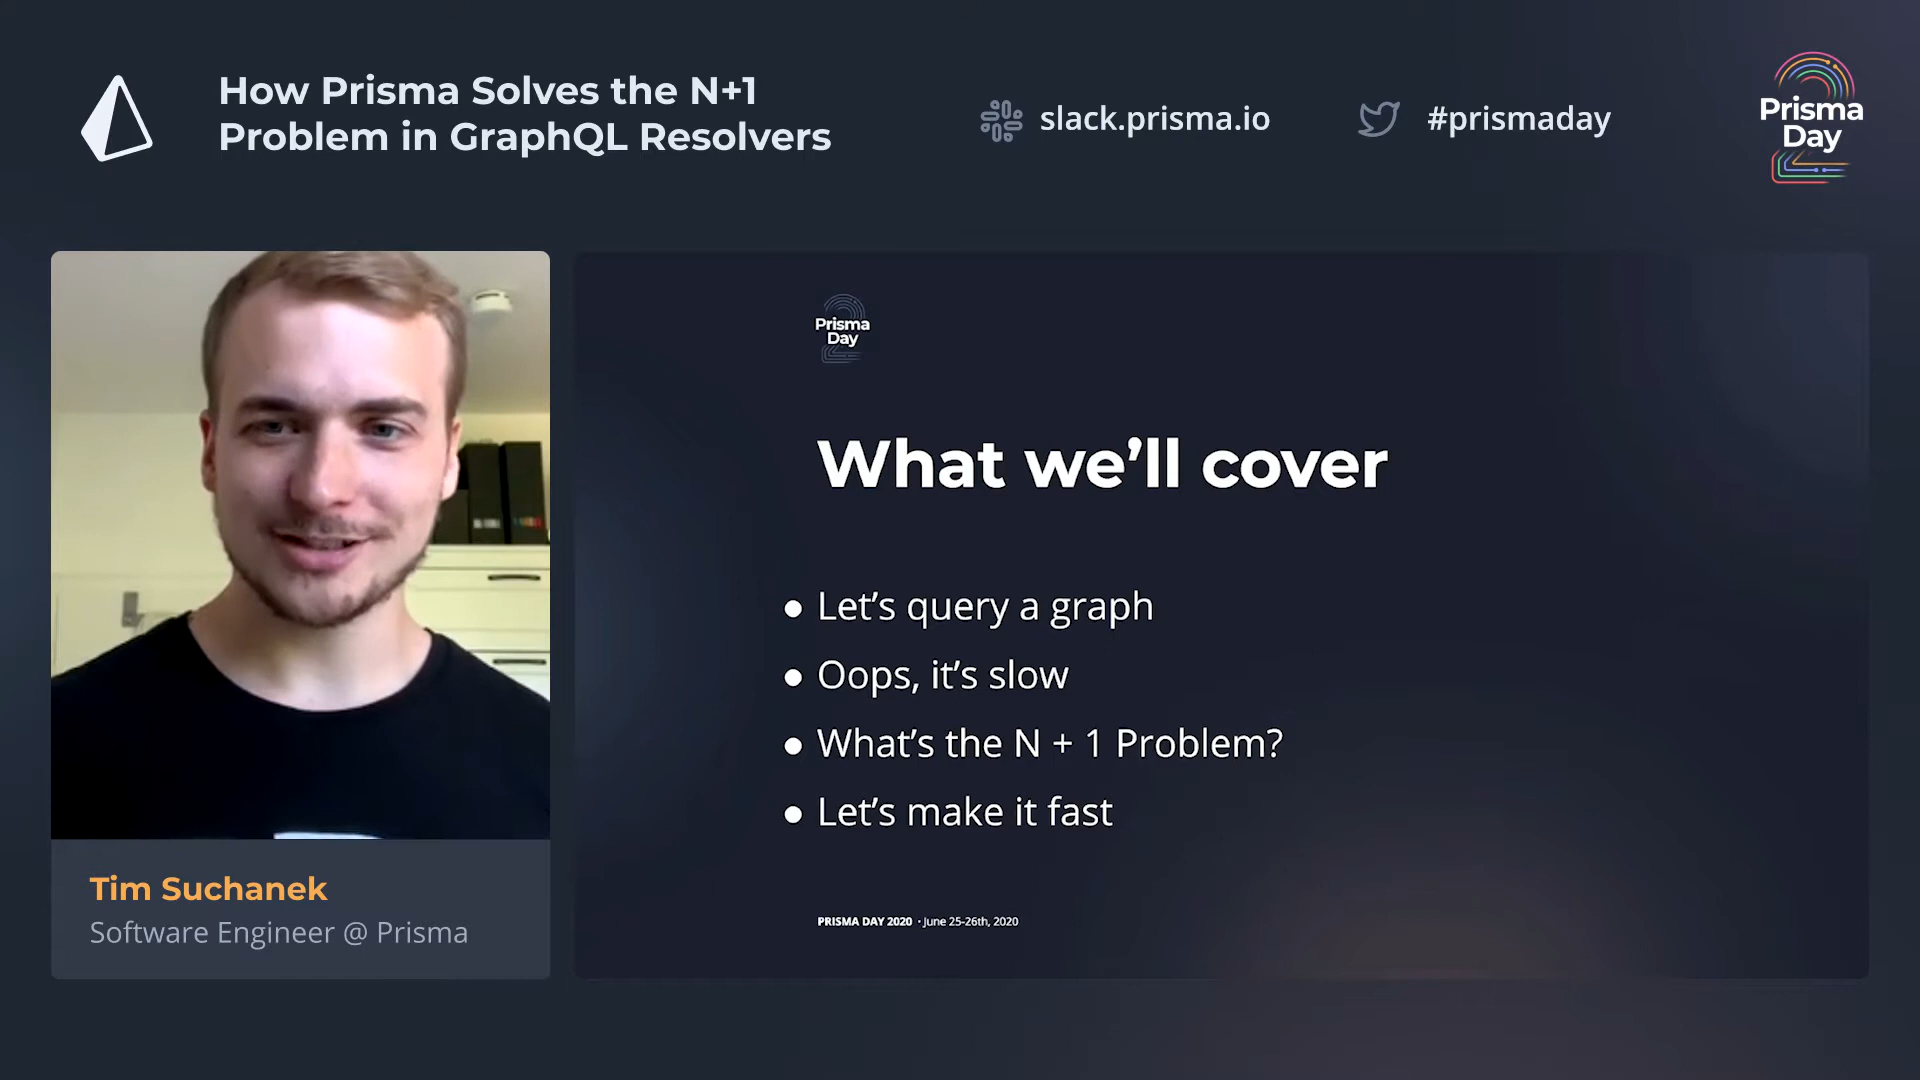 How Prisma Solves the N+1
Problem in GraphQL Resolvers
slack.prisma.io
#prismaday
Prisma
Day
Prisma
Day
What we’ll cover
● Let’s query a graph
● Oops, it’s slow
● What’s the N + 1 Problem?
● Let’s make it fast
PRISMA DAY 2020 · June 25-26th, 2020
Tim Suchanek
Software Engineer @ Prisma